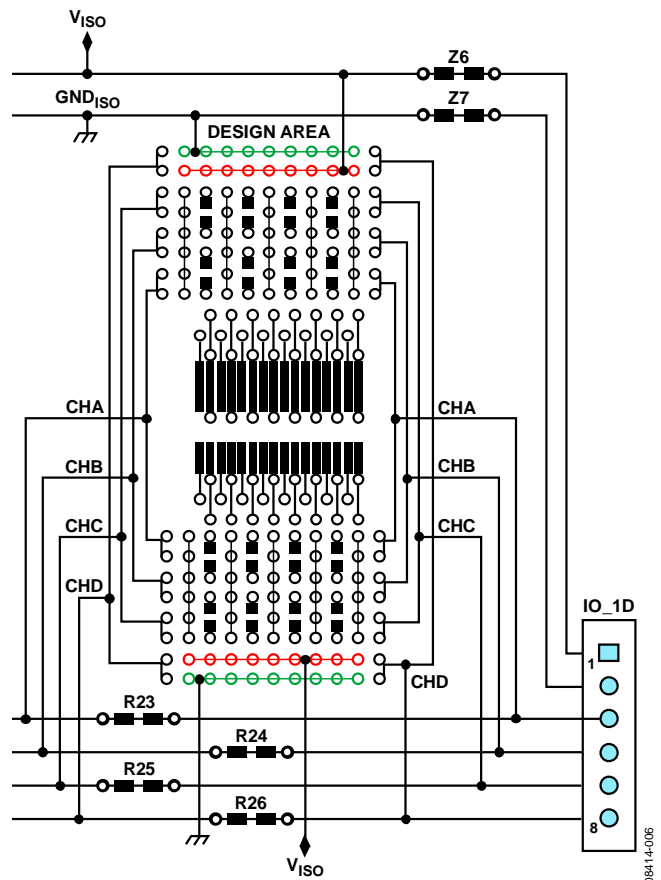 VISO
Z6
GNDISO
Z7
DESIGN AREA
CHA
CHA
CHB
CHB
CHC
CHC
CHD
IO_1D
1
CHD
R23
R24
R25
R26
8
VISO
08414-006